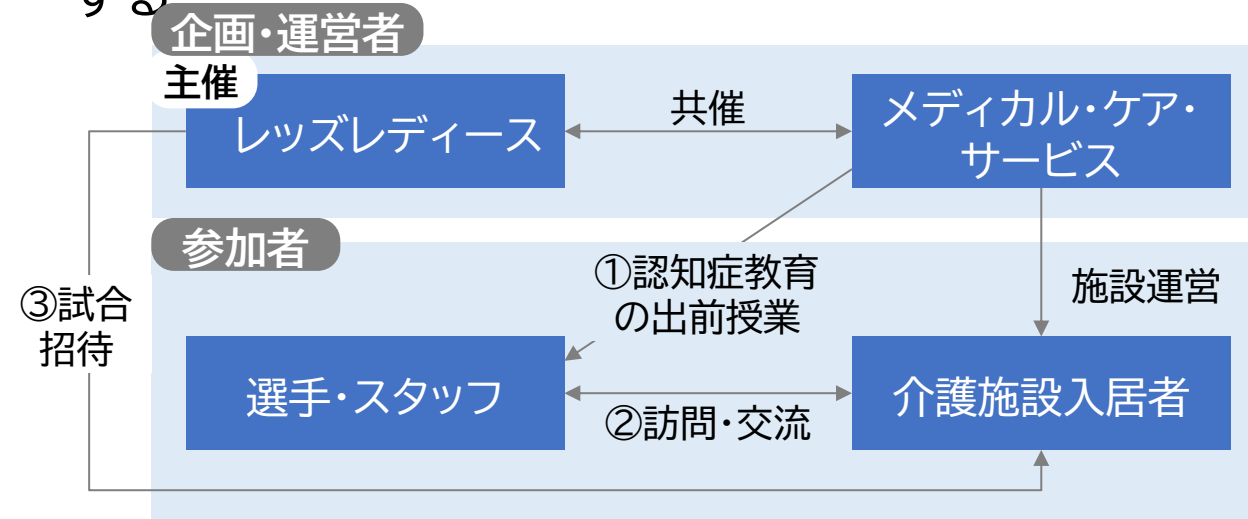 する
企画・運営者
主催
レッズレディース
共催
メディカル・ケア・
サービス
参加者
①認知症教育
の出前授業
施設運営
③試合
招待
選手・スタッフ
②訪問・交流
介護施設入居者